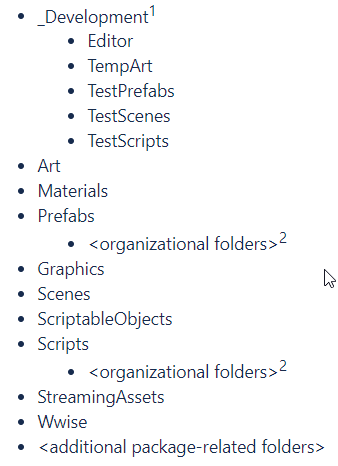 _Development1
Editor
TempArt
TestPrefabs
TestScenes
TestScripts
Art
Materials
Prefabs
<organizational folders>2
Graphics
Scenes
ScriptableObjects
Scripts
<organizational folders>2
StreamingAssets
Wwise
<additional package-related folders>